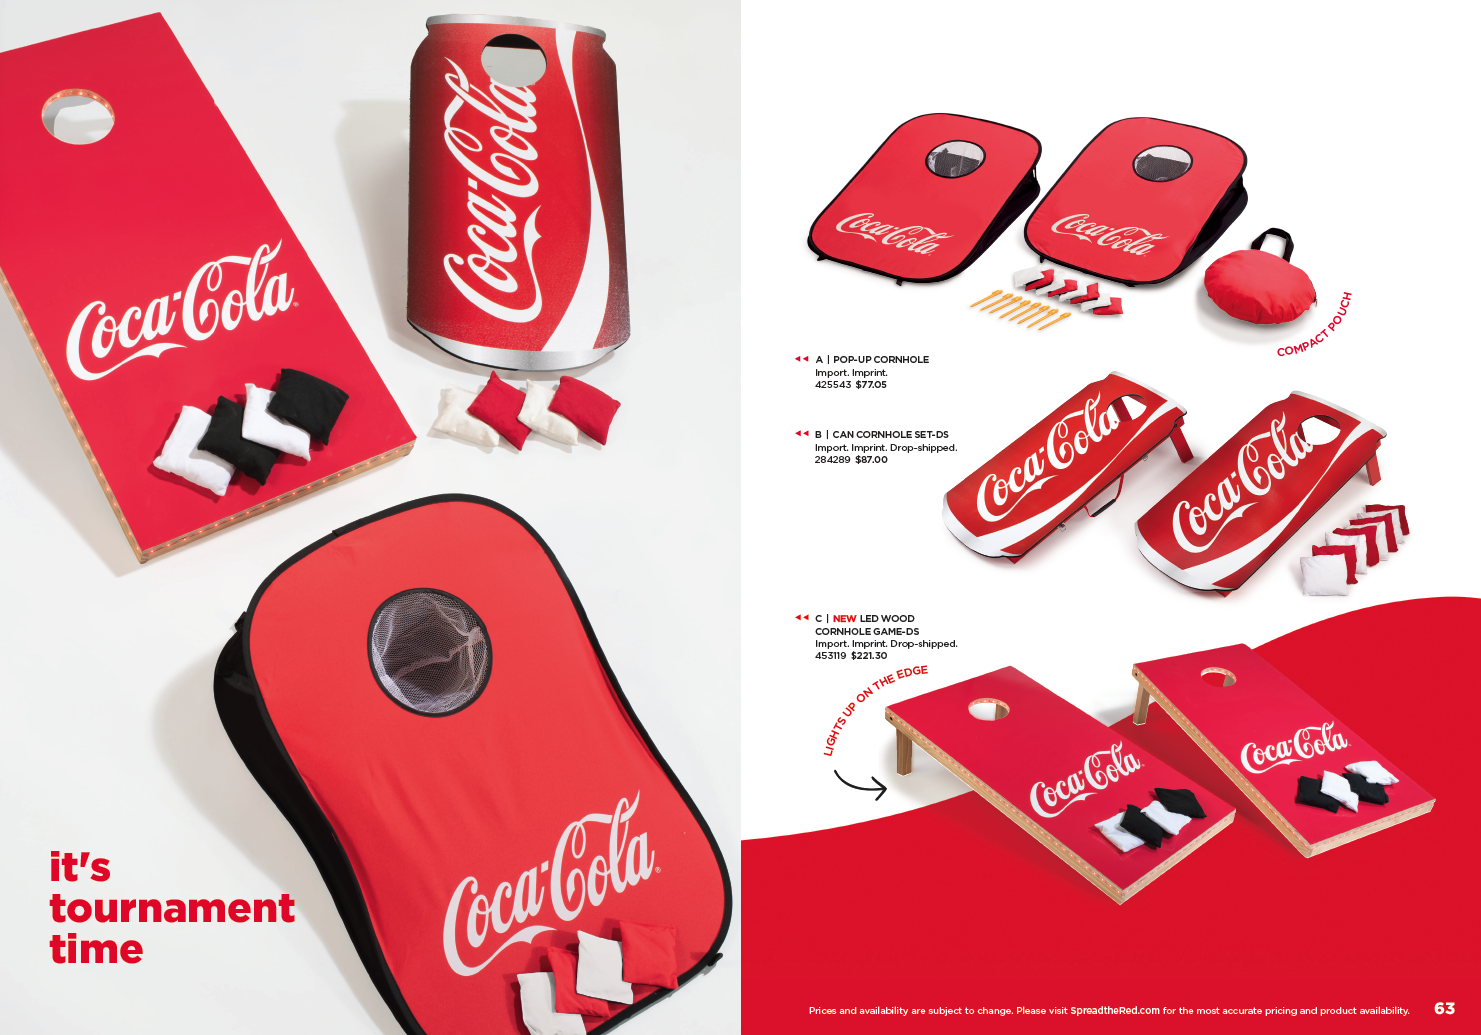 Coca-Cola
Coca-Cola
Coca-Cola
it's
tournament
time
Coca-Cola
Coca-Cola
COMPACT POUCH
A | POP-UP CORNHOLE
Import. Imprint.
425543 $77.05
B | CAN CORNHOLE SET-DS
Import. Imprint. Drop-shipped.
284289 $87.00
Coca-Cola
Coca-Cola
C | NEW LED WOOD
CORNHOLE GAME-DS
Import. Imprint. Drop-shipped.
453119 $221.30
LIGHTS UP ON THE EDGE
Coca-Cola
Coca-Cola
Prices and availability are subject to change. Please visit SpreadtheRed.com for the most accurate pricing and product availability. 63